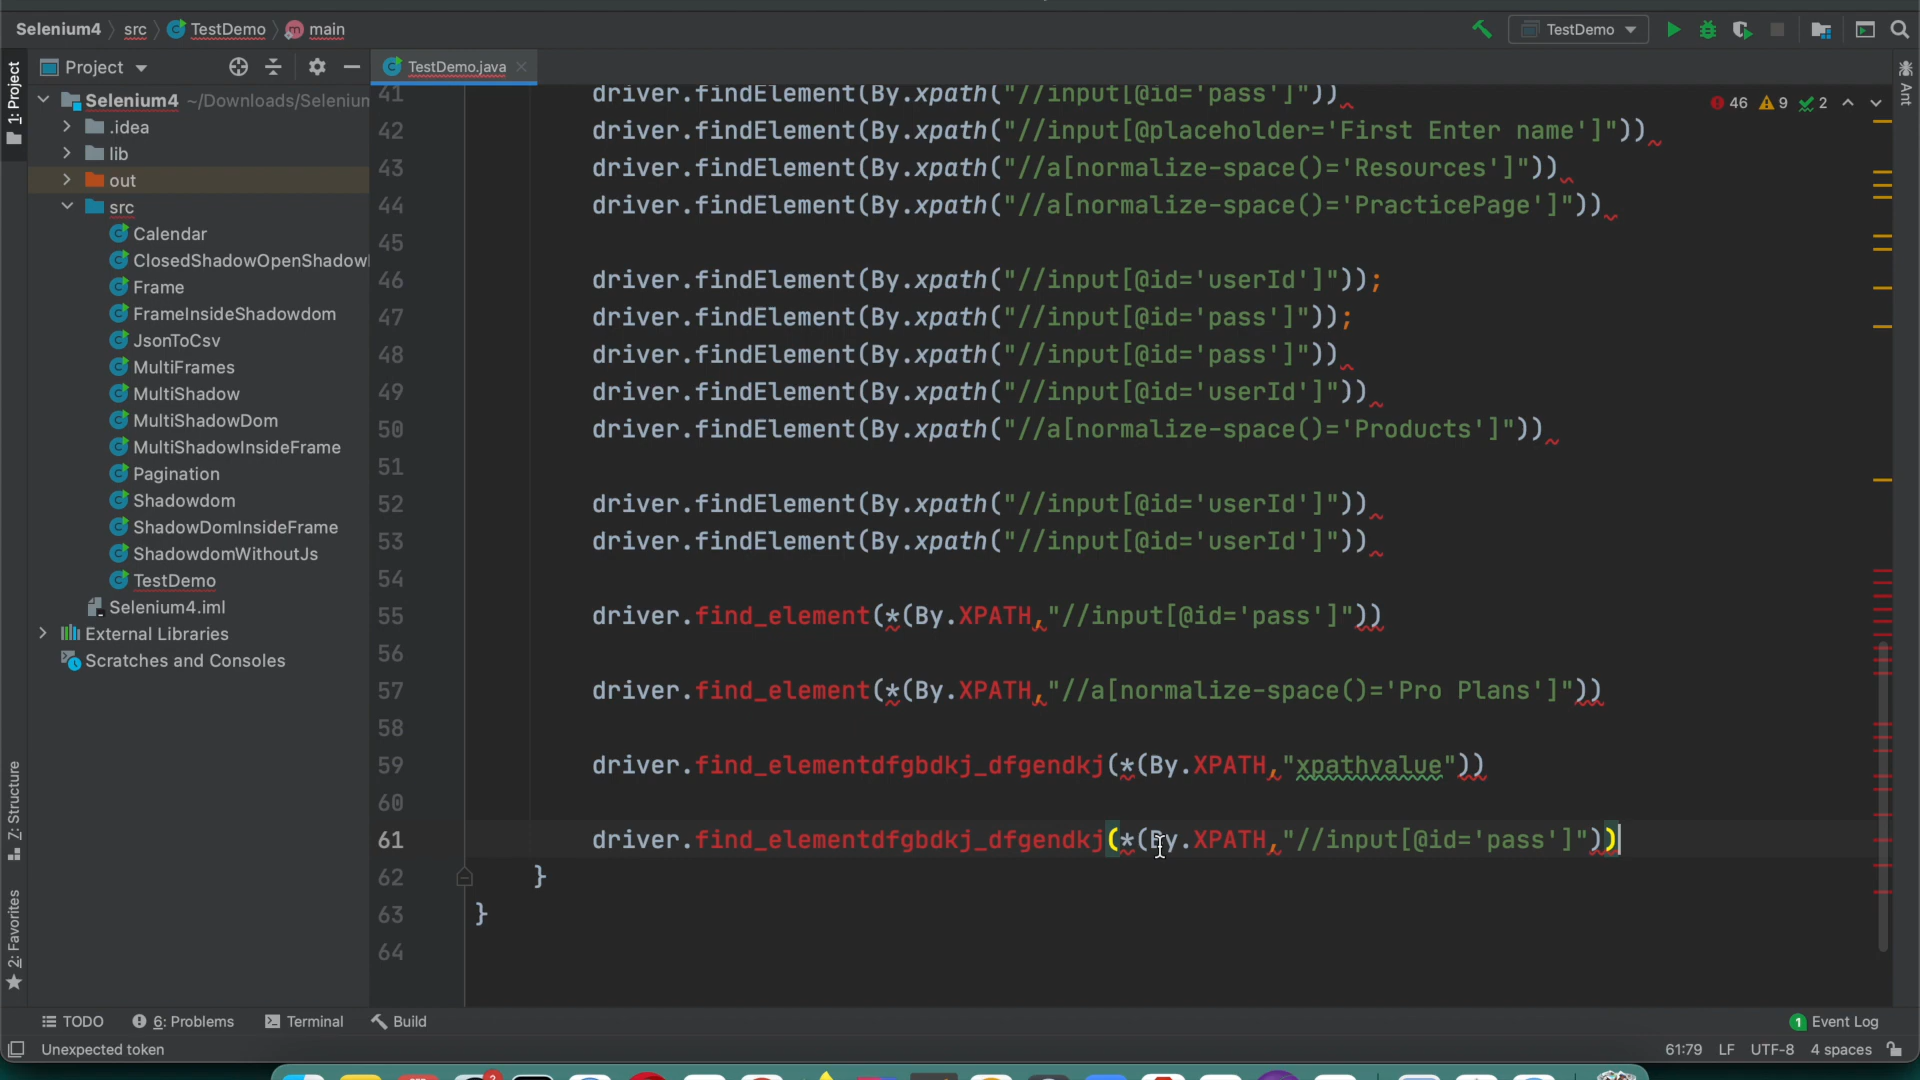 Selenium4 src TestDemo main TestDemo
1: Project
Project
TestDemo.java
Ant
46 9 2
Selenium4 ~/Downloads/Selenium
.idea
lib
out
src
Calendar
ClosedShadowOpenShadow
Frame
FrameInsideShadowdom
JsonToCsv
MultiFrames
MultiShadow
MultiShadowDom
MultiShadowInsideFrame
Pagination
Shadowdom
ShadowDomInsideFrame
ShadowdomWithoutJs
TestDemo
Selenium4.iml
External Libraries
Scratches and Consoles
7: Structure
2: Favorites
41 driver.findElement(By.xpath("//input[@id='pass']"))
42 driver.findElement(By.xpath("//input[@placeholder='First Enter name']"))
43 driver.findElement(By.xpath("//a[normalize-space()='Resources']"))
44 driver.findElement(By.xpath("//a[normalize-space()='PracticePage']"))
45
46 driver.findElement(By.xpath("//input[@id='userId']"));
47 driver.findElement(By.xpath("//input[@id='pass']"));
48 driver.findElement(By.xpath("//input[@id='pass']"))
49 driver.findElement(By.xpath("//input[@id='userId']"))
50 driver.findElement(By.xpath("//a[normalize-space()='Products']"))
51
52 driver.findElement(By.xpath("//input[@id='userId']"))
53 driver.findElement(By.xpath("//input[@id='userId']"))
54
55 driver.find_element(*(By.XPATH,"//input[@id='pass']"))
56
57 driver.find_element(*(By.XPATH,"//a[normalize-space()='Pro Plans']"))
58
59 driver.find_elementdfgbdkj_dfgendkj(*(By.XPATH,"xpathvalue"))
60
61 driver.find_elementdfgbdkj_dfgendkj(*(By.XPATH,"//input[@id='pass']"))
62 }
63 }
64
TODO 6: Problems Terminal Build 1 Event Log
Unexpected token 61:79 LF UTF-8 4 spaces